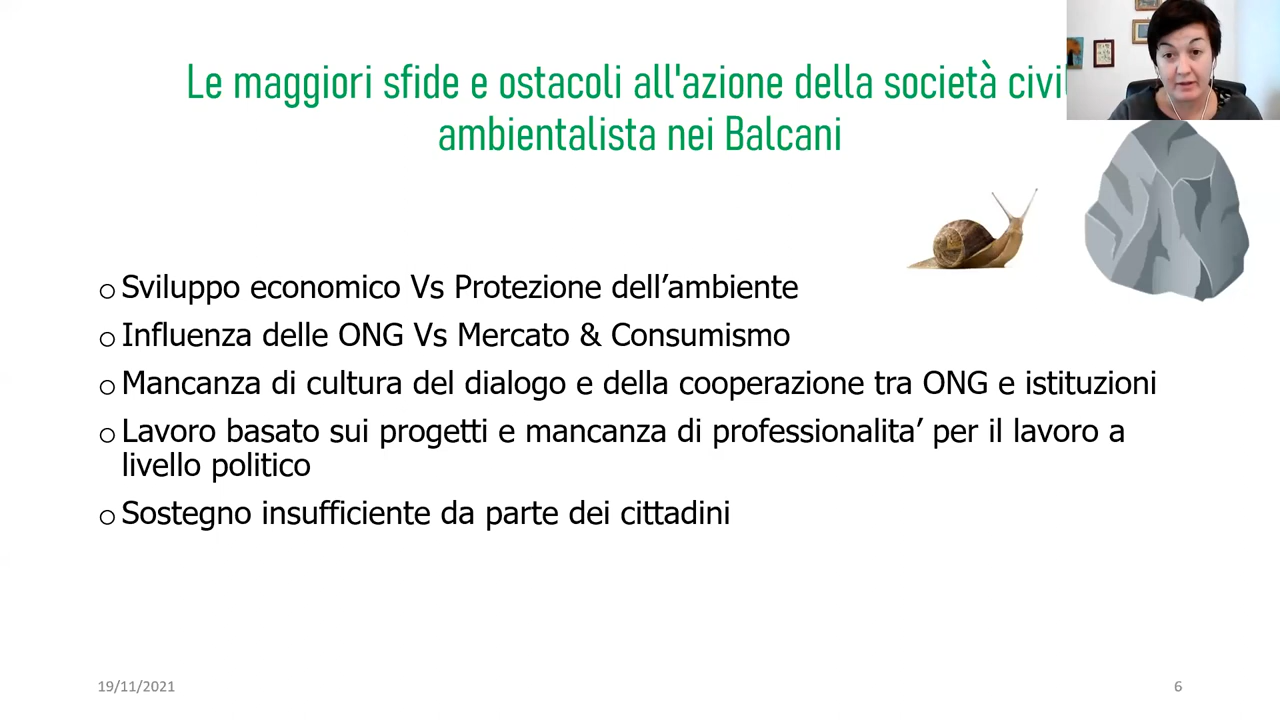 Le maggiori sfide e ostacoli all'azione della società
ambientalista nei Balcani
o Sviluppo economico Vs Protezione dell’ambiente
o Influenza delle ONG Vs Mercato & Consumismo
o Mancanza di cultura del dialogo e della cooperazione tra ONG e istituzioni
o Lavoro basato sui progetti e mancanza di professionalita’ per il lavoro a
livello politico
o Sostegno insufficiente da parte dei cittadini
19/11/2021
6